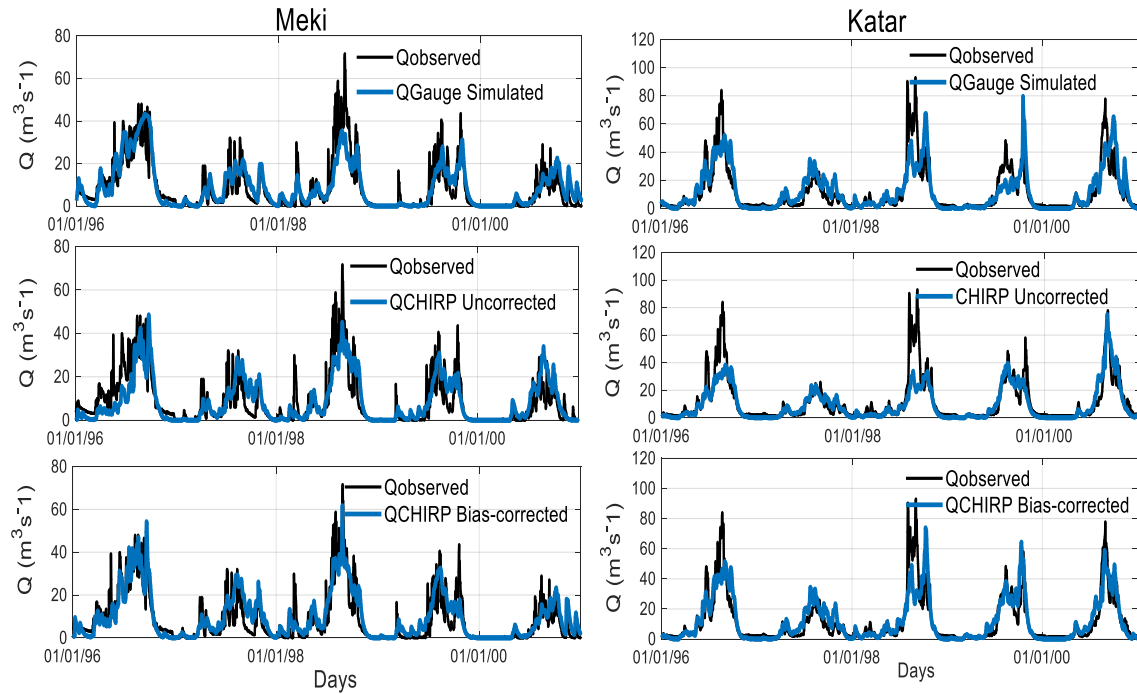 Meki
80
60
40
20
0
Q (m³s⁻¹)
Qobserved
QGauge Simulated
01/01/96
01/01/98
01/01/00
80
60
40
20
0
Q (m³s⁻¹)
Qobserved
QCHIRP Uncorrected
01/01/96
01/01/98
01/01/00
80
60
40
20
0
Q (m³s⁻¹)
Qobserved
QCHIRP Bias-corrected
01/01/96
01/01/98
01/01/00
Days
Katar
120
100
80
60
40
20
0
Q (m³s⁻¹)
Qobserved
QGauge Simulated
01/01/96
01/01/98
01/01/00
120
100
80
60
40
20
0
Q (m³s⁻¹)
Qobserved
CHIRP Uncorrected
01/01/96
01/01/98
01/01/00
120
100
80
60
40
20
0
Q (m³s⁻¹)
Qobserved
QCHIRP Bias-corrected
01/01/96
01/01/98
01/01/00
Days